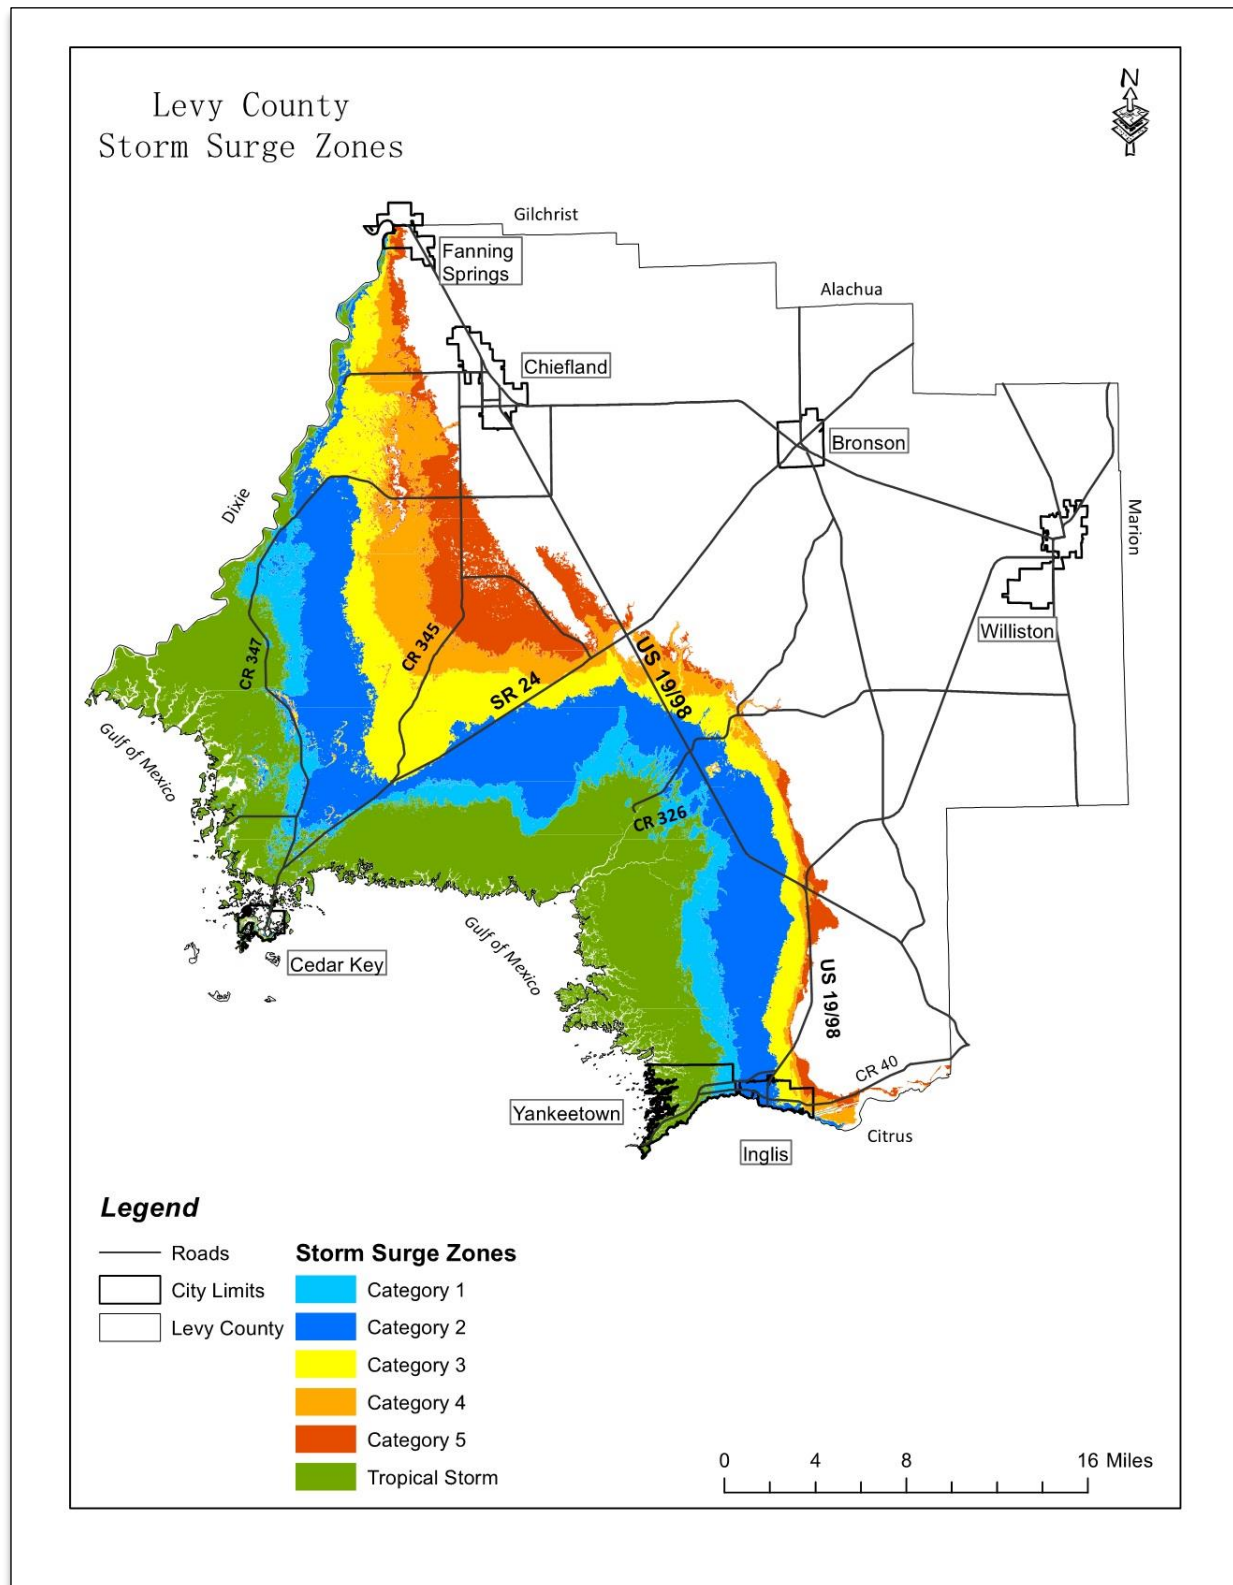 Levy County
Storm Surge Zones
N
Gilchrist
Fanning
Springs
Alachua
Chiefland
Bronson
Dixie
Marion
Williston
CR 347
CR 345
SR 24
US 19/98
Gulf of Mexico
CR 326
Gulf of Mexico
Cedar Key
US 19/98
CR 40
Yankeetown
Citrus
Inglis
Legend
Roads
City Limits
Levy County
Storm Surge Zones
Category 1
Category 2
Category 3
Category 4
Category 5
Tropical Storm
0 4 8 16 Miles